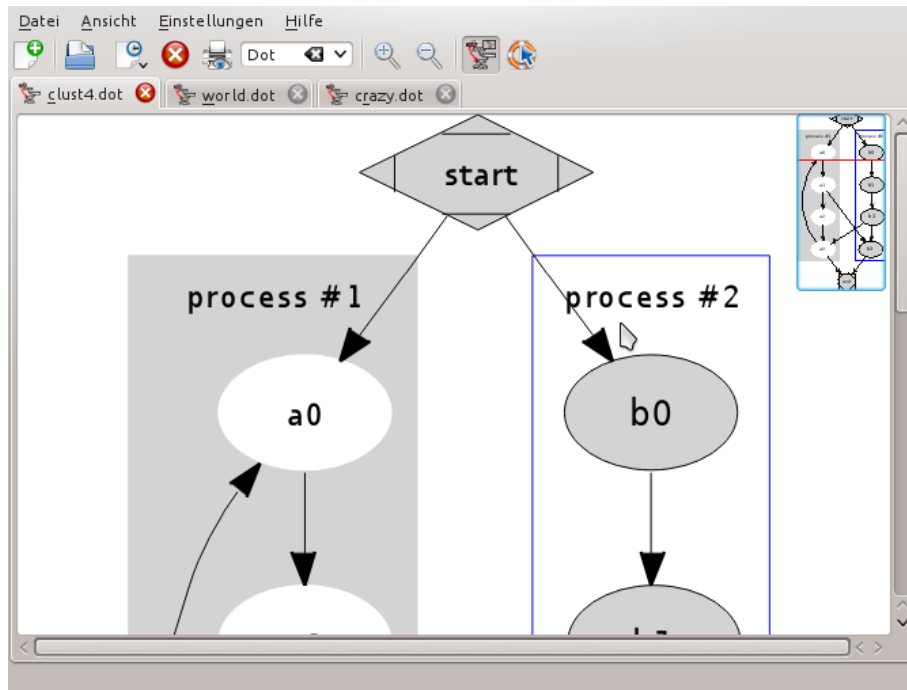 Datei Ansicht Einstellungen Hilfe
Dot
clust4.dot world.dot crazy.dot
start
process #1 process #2
a0 b0